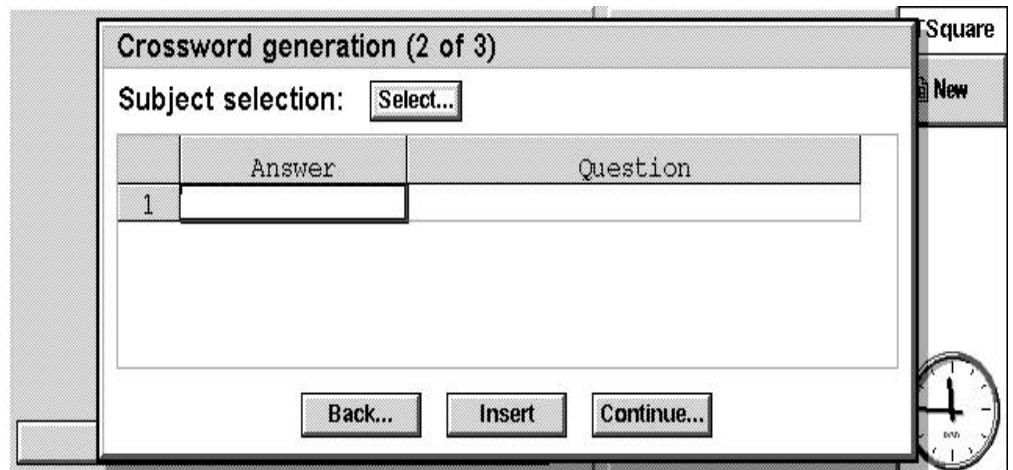 Crossword generation (2 of 3)
TSquare
Subject selection: Select...
New
Answer Question
1
Back... Insert Continue...